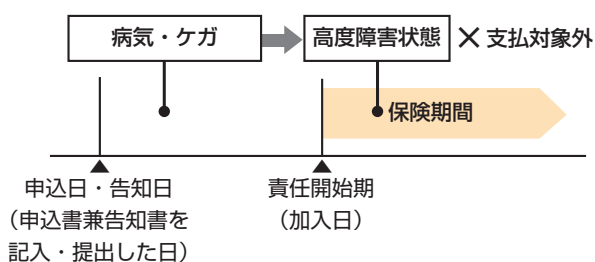 病気・ケガ
高度障害状態
✕ 支払対象外
保険期間
申込日・告知日
（申込書兼告知書を
記入・提出した日）
責任開始期
（加入日）